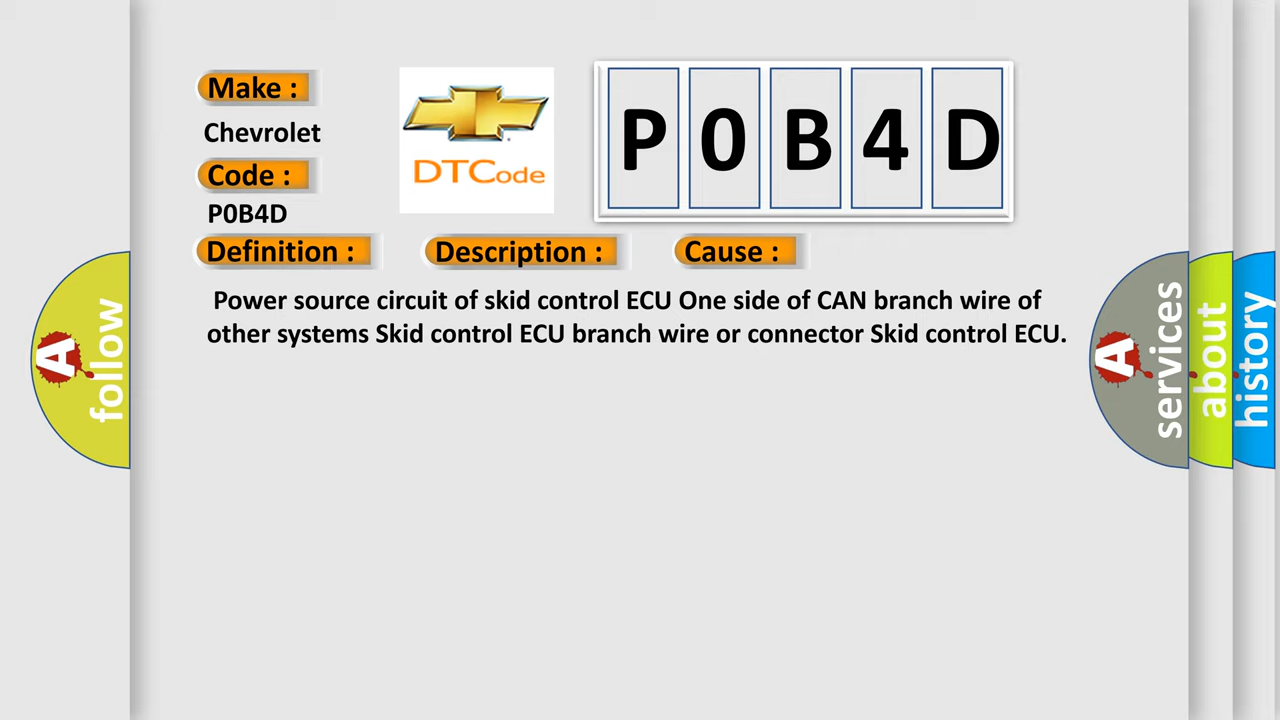 Make :
Chevrolet
Code :
P0B4D
DTCode
P0B4D
Definition :
Description :
Cause :
Power source circuit of skid control ECU One side of CAN branch wire of
other systems Skid control ECU branch wire or connector Skid control ECU.
A
follow
A
services
about
history